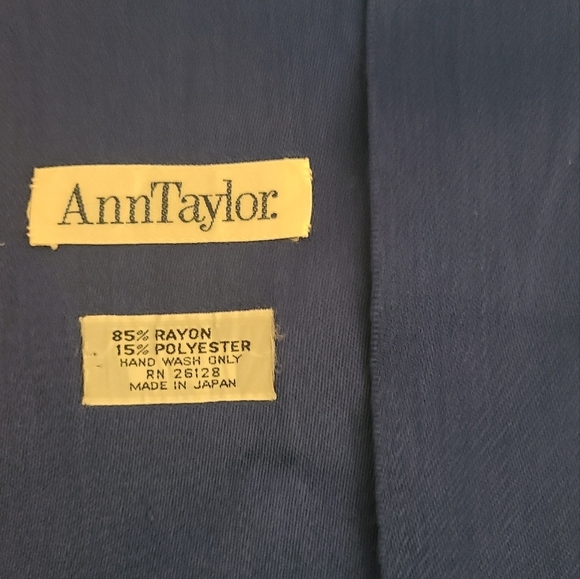 AnnTaylor.
85% RAYON
15% POLYESTER
HAND WASH ONLY
RN 26128
MADE IN JAPAN